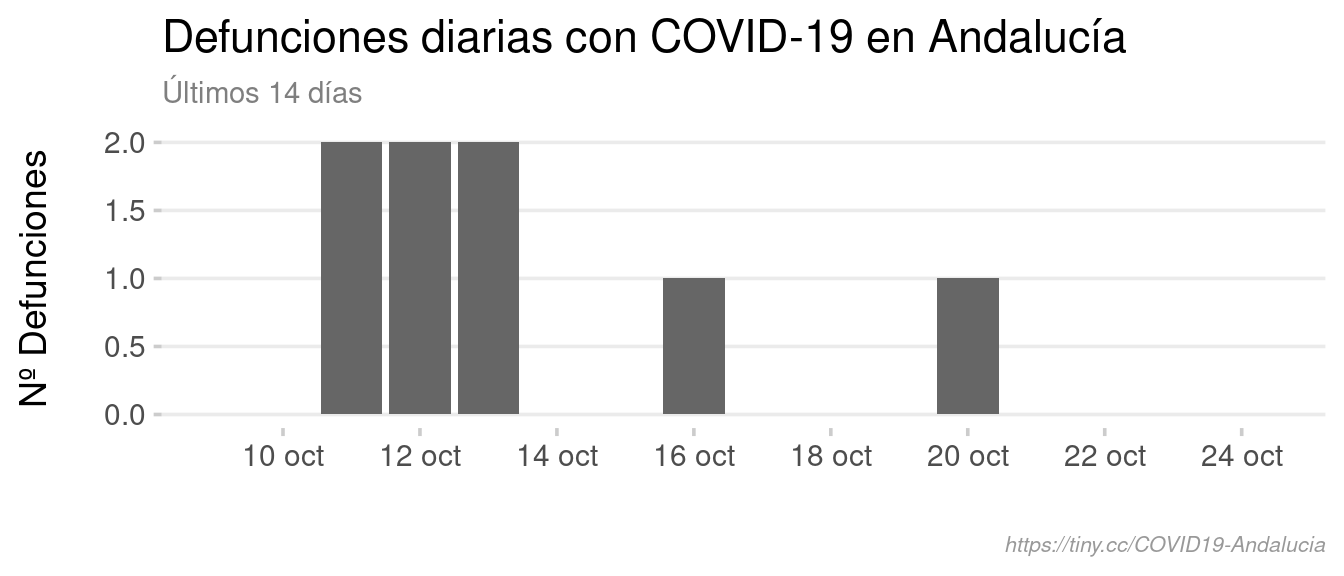 Defunciones diarias con COVID-19 en Andalucía
Últimos 14 días
Nº Defunciones
2.0
1.5
1.0
0.5
0.0
10 oct 12 oct 14 oct 16 oct 18 oct 20 oct 22 oct 24 oct
https://tiny.cc/COVID19-Andalucia